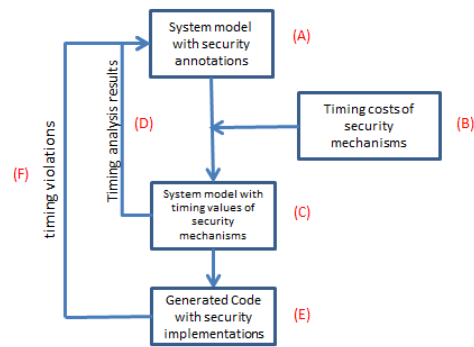 System model
with security
annotations
(A)
Timing costs of
security
mechanisms
(B)
(D)
Timing analysis results
(F)
timing violations
System model with
timing values of
security
mechanisms
(C)
Generated Code
with security
implementations
(E)